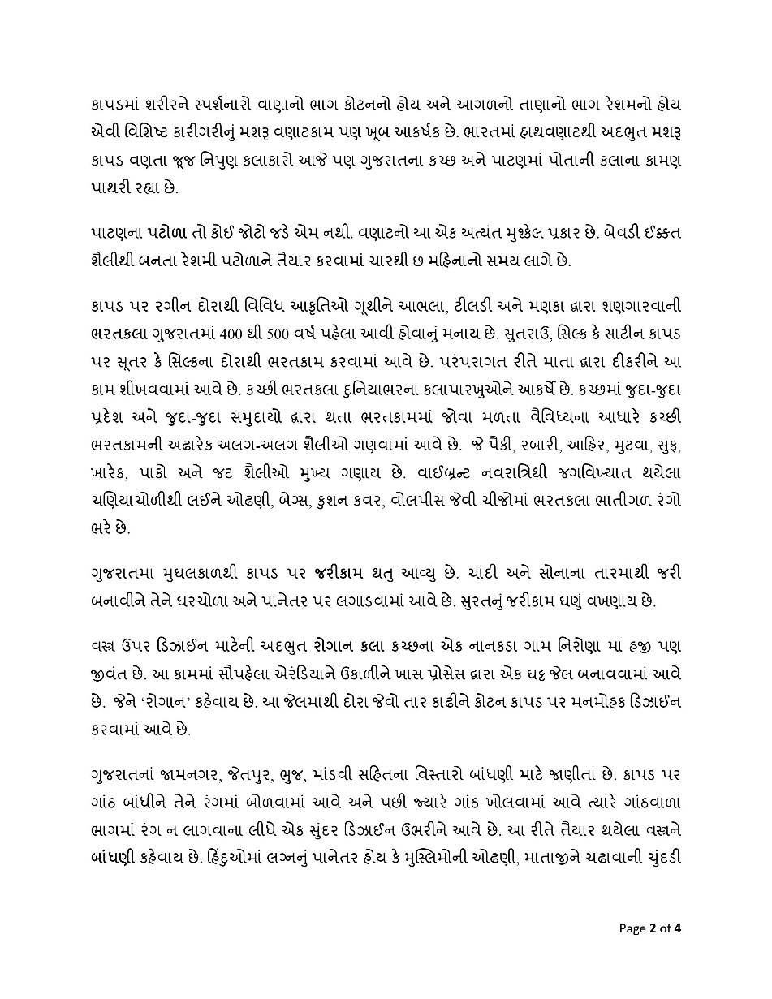 કાપડમાં શરીરને સ્પર્શનારો વાણાનો ભાગ કોટનનો હોય અને આગળનો તાણાનો ભાગ રેશમનો હોય
એવી વિશિષ્ટ કારીગરીનું મશરૂ વણાટકામ પણ ખૂબ આકર્ષક છે. ભારતમાં હાથવણાટથી અદભુત મશરૂ
કાપડ વણતા જૂજ નિપુણ કલાકારો આજે પણ ગુજરાતના કચ્છ અને પાટણમાં પોતાની કલાના કામણ
પાથરી રહ્યા છે.
પાટણના પટોળા તો કોઈ જોટો જડે એમ નથી. વણાટનો આ એક અત્યંત મુશ્કેલ પ્રકાર છે. બેવડી ઈક્ત
શૈલીથી બનતા રેશમી પટોળાને તૈયાર કરવામાં ચારથી છ મહિનાનો સમય લાગે છે.
કાપડ પર રંગીન દોરાથી વિવિધ આકૃતિઓ ગૂંથીને આભલા, ટીલડી અને મણકા દ્વારા શણગારવાની
ભરતકલા ગુજરાતમાં 400 થી 500 વર્ષ પહેલા આવી હોવાનું મનાય છે. સુતરાઉ, સિલ્ક કે સાટીન કાપડ
પર સૂતર કે સિલ્કના દોરાથી ભરતકામ કરવામાં આવે છે. પરંપરાગત રીતે માતા દ્વારા દીકરીને આ
કામ શીખવવામાં આવે છે. કચ્છી ભરતકલા દુનિયાભરના કલાપારખુઓને આકર્ષે છે. કચ્છમાં જુદા-જુદા
પ્રદેશ અને જુદા-જુદા સમુદાયો દ્વારા થતા ભરતકામમાં જોવા મળતા વૈવિધ્યના આધારે કચ્છી
ભરતકામની અઢારેક અલગ-અલગ શૈલીઓ ગણવામાં આવે છે. જે પૈકી, રબારી, આહિર, મુટવા, સુફ,
ખારેક, પાકો અને જટ શૈલીઓ મુખ્ય ગણાય છે. વાઈબ્રન્ટ નવરાત્રિથી જગવિખ્યાત થયેલા
ચણિયાચોળીથી લઈને ઓઢણી, બેગ્સ, કુશન કવર, વોલપીસ જેવી ચીજોમાં ભરતકલા ભાતીગળ રંગો
ભરે છે.
ગુજરાતમાં મુઘલકાળથી કાપડ પર જરીકામ થતું આવ્યું છે. ચાંદી અને સોનાના તારમાંથી જરી
બનાવીને તેને ઘરચોળા અને પાનેતર પર લગાડવામાં આવે છે. સુરતનું જરીકામ ઘણું વખણાય છે.
વસ્ત્ર ઉપર ડિઝાઈન માટેની અદભુત રોગાન કલા કચ્છના એક નાનકડા ગામ નિરોણા માં હજી પણ
જીવંત છે. આ કામમાં સૌપહેલા એરંડિયાને ઉકાળીને ખાસ પ્રોસેસ દ્વારા એક ઘટ્ટ જેલ બનાવવામાં આવે
છે. જેને ‘રોગાન’ કહેવાય છે. આ જેલમાંથી દોરા જેવો તાર કાઢીને કોટન કાપડ પર મનમોહક ડિઝાઈન
કરવામાં આવે છે.
ગુજરાતનાં જામનગર, જેતપુર, ભુજ, માંડવી સહિતના વિસ્તારો બાંધણી માટે જાણીતા છે. કાપડ પર
ગાંઠ બાંધીને તેને રંગમાં બોળવામાં આવે અને પછી જ્યારે ગાંઠ ખોલવામાં આવે ત્યારે ગાંઠવાળા
ભાગમાં રંગ ન લાગવાના લીધે એક સુંદર ડિઝાઈન ઉભરીને આવે છે. આ રીતે તૈયાર થયેલા વસ્ત્રને
બાંધણી કહેવાય છે. હિંદુઓમાં લગ્નનું પાનેતર હોય કે મુસ્લિમોની ઓઢણી, માતાજીને ચઢાવાની ચુંદડી
Page 2 of 4